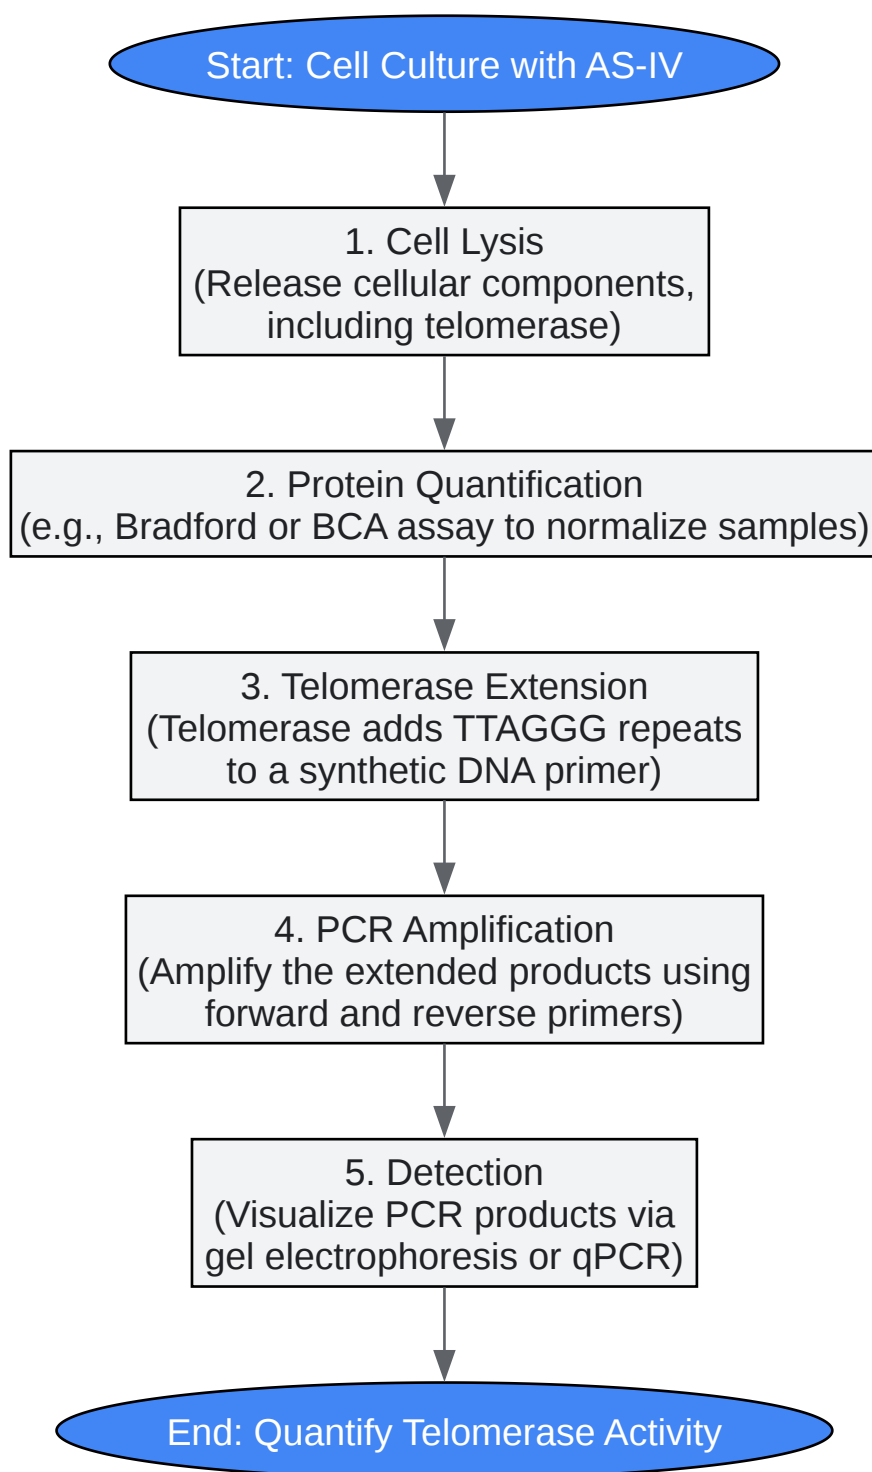 Start: Cell Culture with AS-IV
1. Cell Lysis
(Release cellular components,
including telomerase)
2. Protein Quantification
(e.g., Bradford or BCA assay to normalize samples)
3. Telomerase Extension
(Telomerase adds TTAGGG repeats
to a synthetic DNA primer)
4. PCR Amplification
(Amplify the extended products using
forward and reverse primers)
5. Detection
(Visualize PCR products via
gel electrophoresis or qPCR)
End: Quantify Telomerase Activity